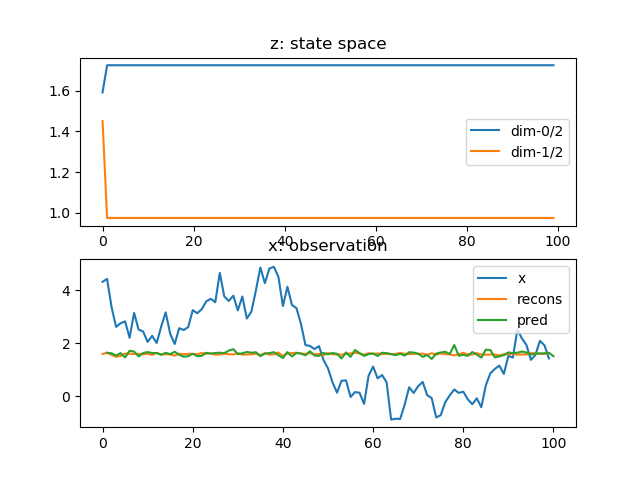 z: state space
1.6
1.4
1.2
1.0
dim-0/2
dim-1/2
0 20 40 60 80 100
x: observation
4
2
0
x
recons
pred
0 20 40 60 80 100